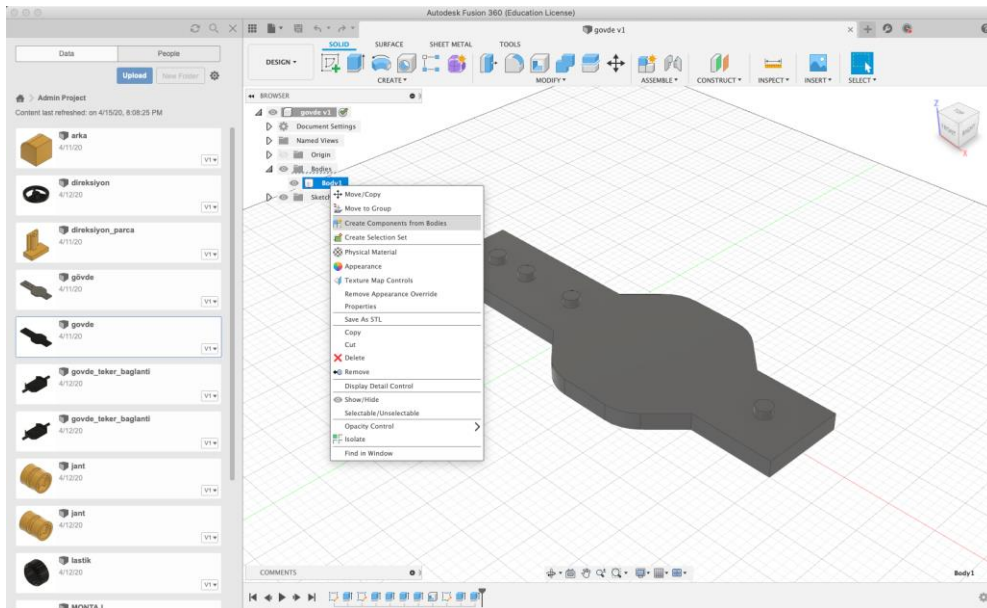 Autodesk Fusion 360 (Education License)
govde v1
Data
People
Upload
New Folder
Admin Project
Content last refreshed: on 4/15/20, 8:08:25 PM
arka
4/11/20
V1
direksiyon
4/12/20
V1
direksiyon_parca
4/11/20
V1
gövde
4/11/20
V1
govde
4/11/20
V1
govde_teker_baglanti
4/12/20
V1
govde_teker_baglanti
4/12/20
V1
jant
4/12/20
V1
jant
4/12/20
V1
lastik
4/12/20
V1
DESIGN
SOLID
SURFACE
SHEET METAL
TOOLS
CREATE
MODIFY
ASSEMBLE
CONSTRUCT
INSPECT
INSERT
SELECT
BROWSER
govde v1
Document Settings
Named Views
Origin
Bodies
Body1
Sketch
Move/Copy
Move to Group
Create Components from Bodies
Create Selection Set
Physical Material
Appearance
Texture Map Controls
Remove Appearance Override
Properties
Save As STL
Copy
Cut
Delete
Remove
Display Detail Control
Show/Hide
Selectable/Unselectable
Opacity Control
Isolate
Find in Window
Z
TOP
FRONT
RIGHT
X
COMMENTS
Body1